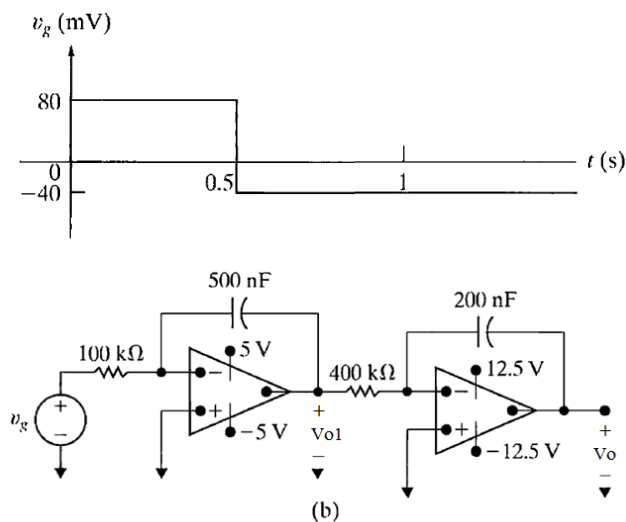 v_g (mV)
80
0
−40
0.5
1
t (s)
500 nF
200 nF
100 kΩ
5 V
400 kΩ
12.5 V
−
−
+
v_g
−
+
−5 V
+
Vo1
−
+
−12.5 V
+
Vo
−
(b)